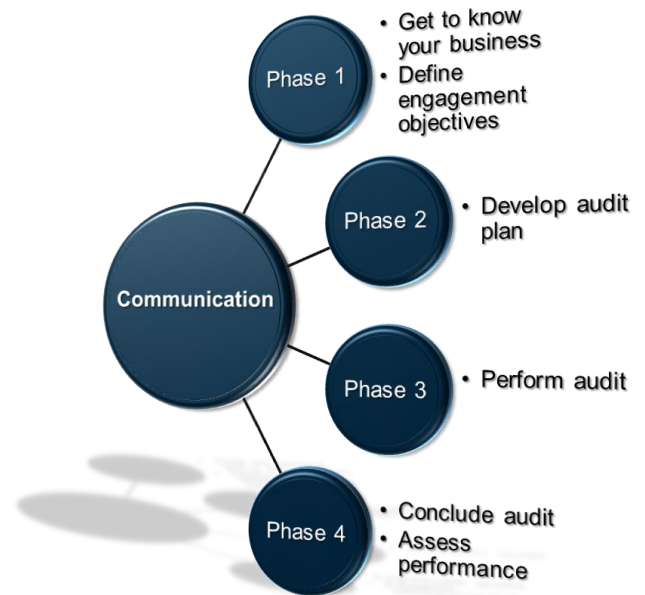 Phase 1
• Get to know
your business
• Define
engagement
objectives
Phase 2
• Develop audit
plan
Communication
Phase 3
• Perform audit
Phase 4
• Conclude audit
• Assess
performance